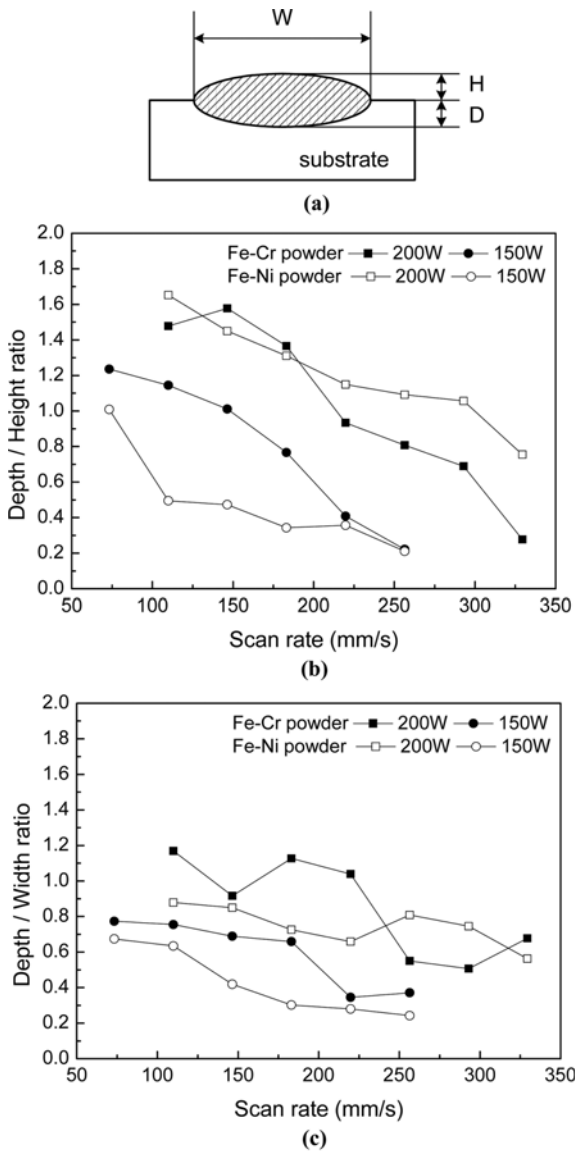 W
H
D
substrate
(a)
2.0
1.8
1.6
1.4
1.2
1.0
0.8
0.6
0.4
0.2
0.0
Depth / Height ratio
Fe-Cr powder 200W 150W
Fe-Ni powder 200W 150W
50 100 150 200 250 300 350
Scan rate (mm/s)
(b)
2.0
1.8
1.6
1.4
1.2
1.0
0.8
0.6
0.4
0.2
0.0
Depth / Width ratio
Fe-Cr powder 200W 150W
Fe-Ni powder 200W 150W
50 100 150 200 250 300 350
Scan rate (mm/s)
(c)